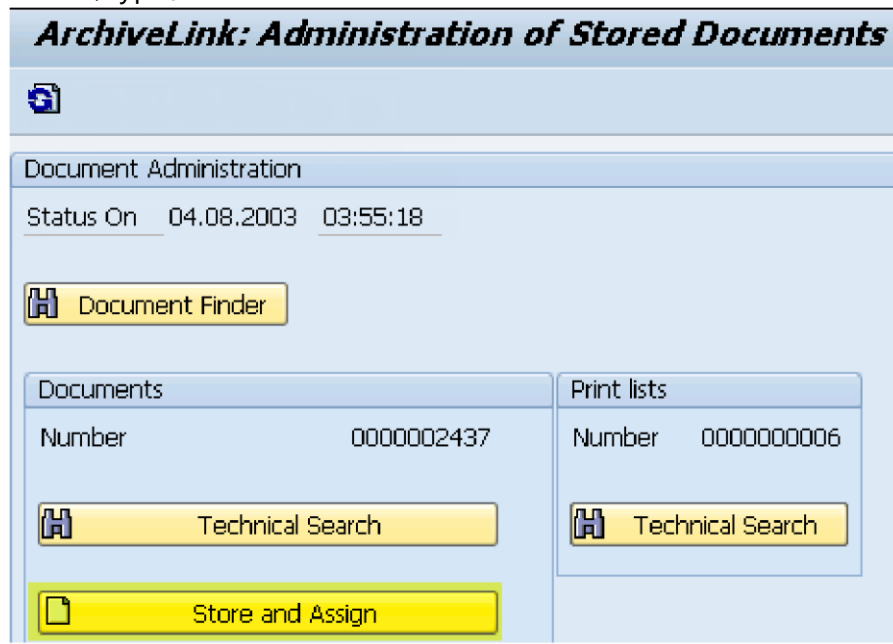 ArchiveLink: Administration of Stored Documents
Document Administration
Status On 04.08.2003 03:55:18
Document Finder
Documents
Number 0000002437
Technical Search
Store and Assign
Print lists
Number 0000000006
Technical Search